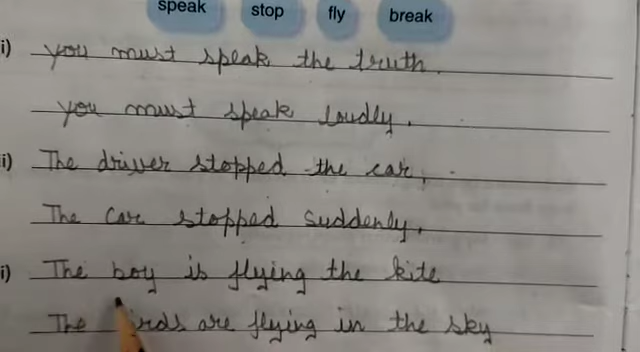 speak stop fly break
i) you must speak the truth.
you must speak loudly.
ii) The driver stopped the car.
The car stopped suddenly.
i) The boy is flying the kite
The birds are flying in the sky